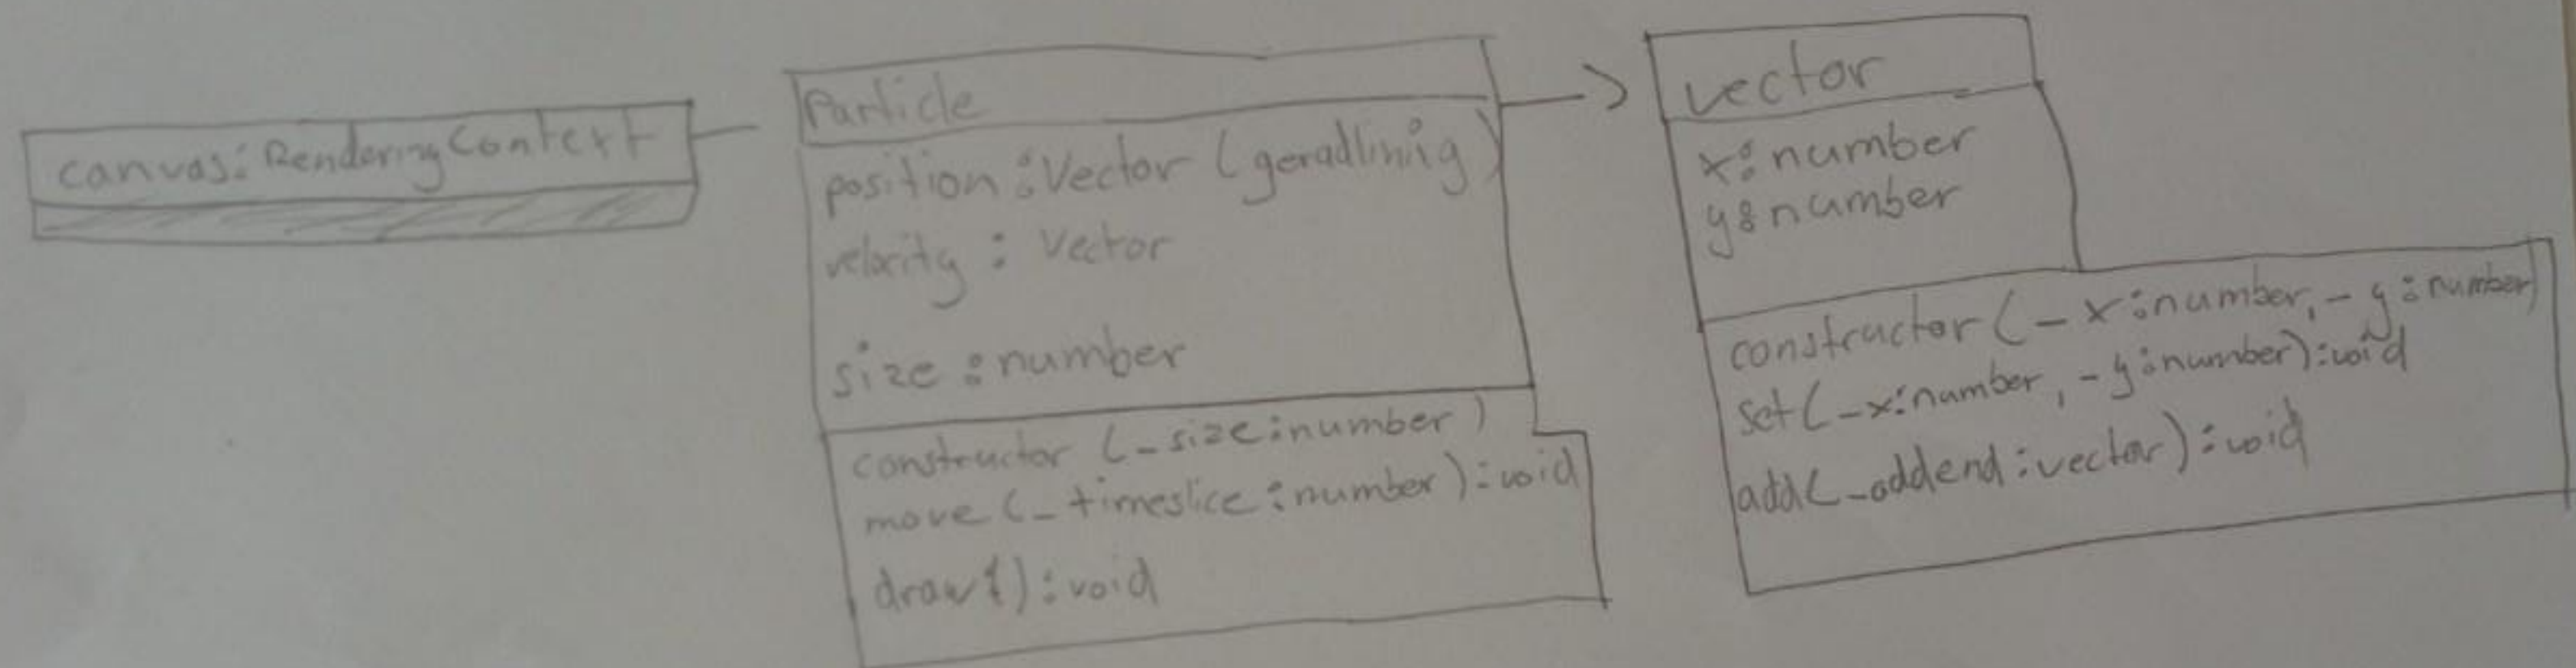 canvas: RenderingContext
Particle
position : Vector (geradlinig)
velocity : Vector
size : number
constructor (_size : number)
move (_timeslice : number) : void
draw() : void
vector
x : number
y : number
constructor (_x : number, _y : number)
set (_x : number, _y : number) : void
add (_addend : vector) : void